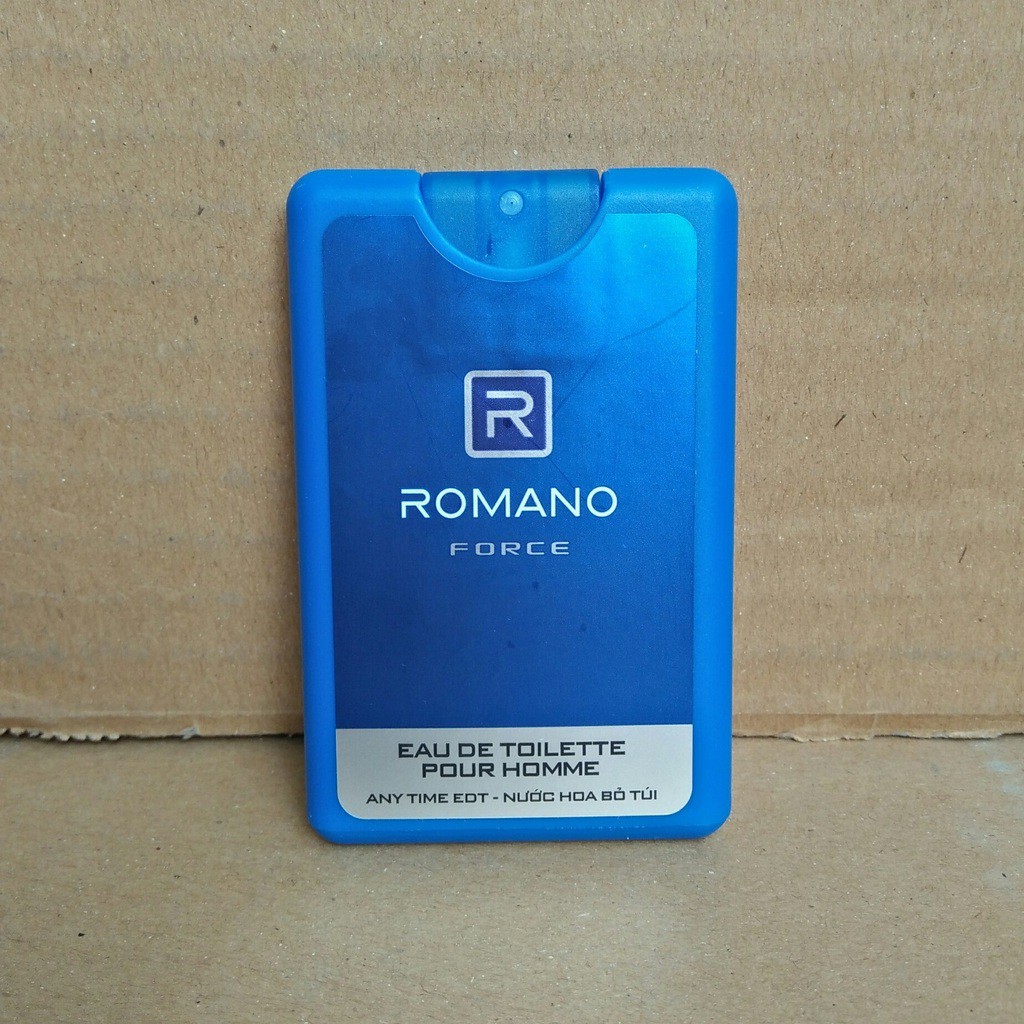 R
ROMANO
FORCE
EAU DE TOILETTE
POUR HOMME
ANY TIME EDT - NƯỚC HOA BỎ TÚI